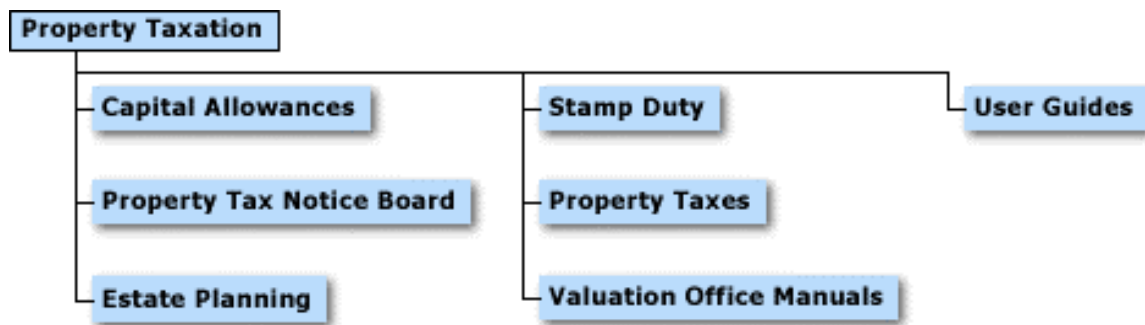 Property Taxation
Capital Allowances
Stamp Duty
User Guides
Property Tax Notice Board
Property Taxes
Estate Planning
Valuation Office Manuals